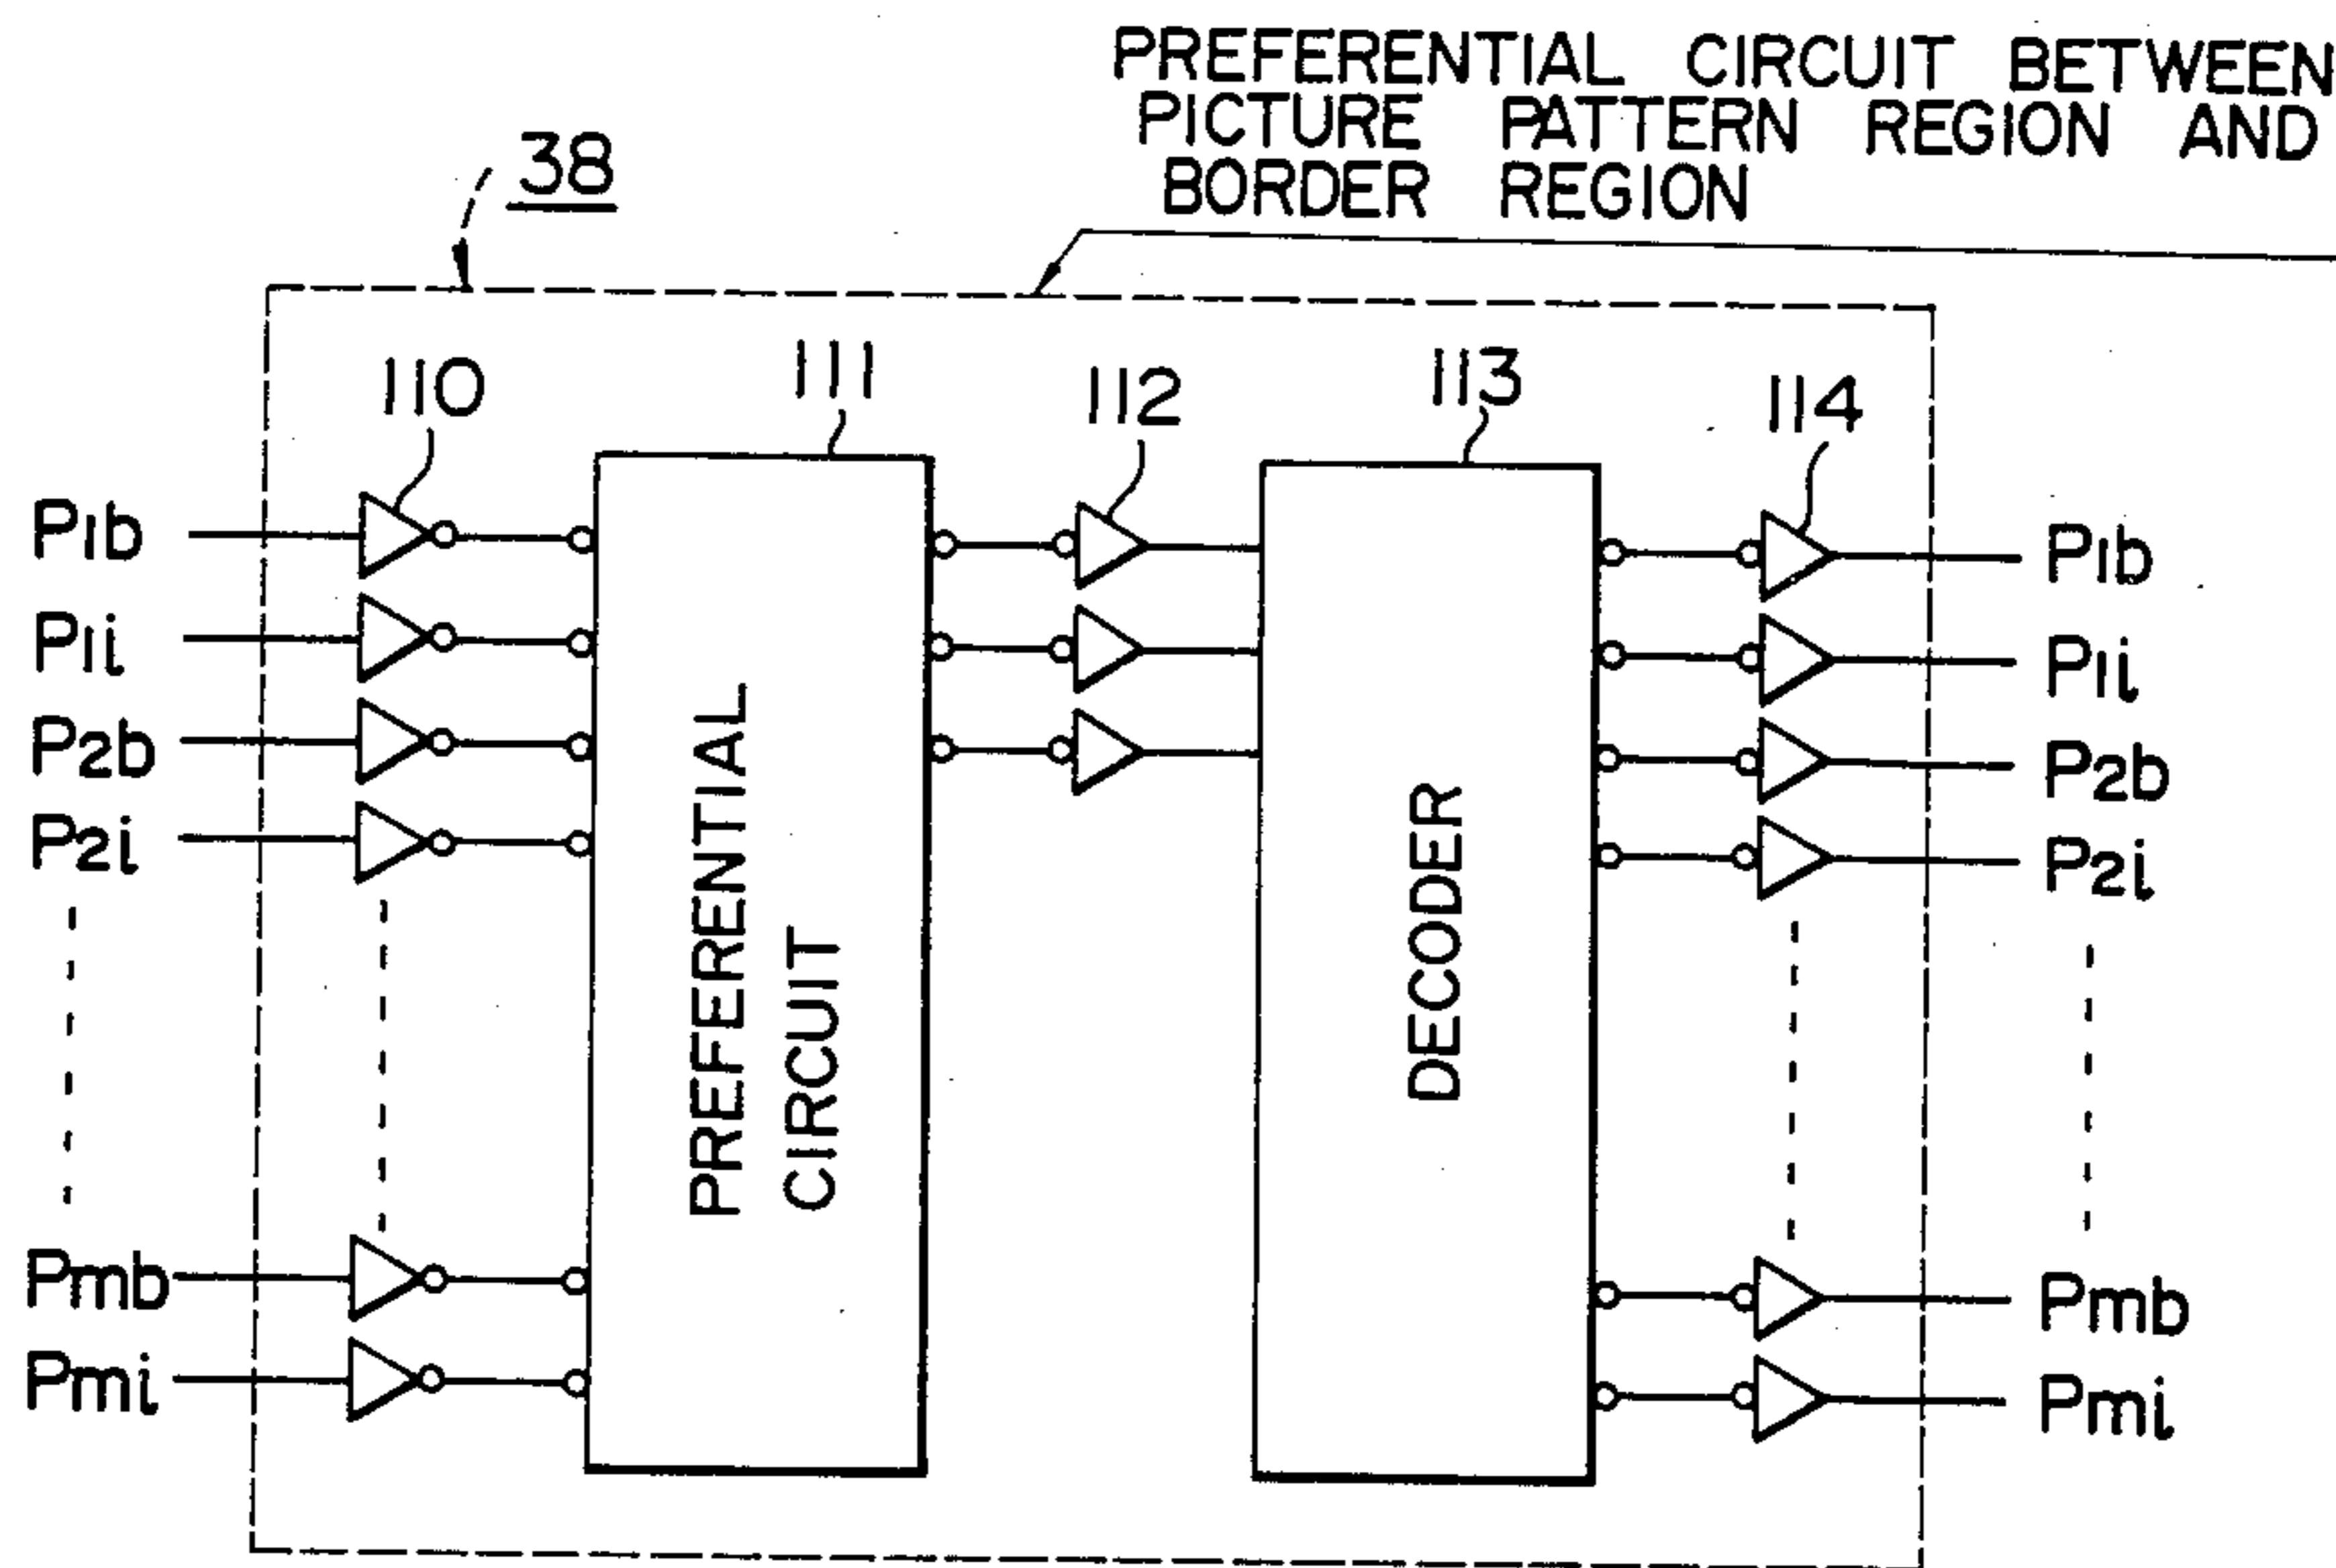 PREFERENTIAL CIRCUIT BETWEEN
PICTURE PATTERN REGION AND
BORDER REGION
38
110
111
112
113
114
P1b
P1i
P2b
P2i
Pmb
Pmi
PREFERENTIAL
CIRCUIT
DECODER
P1b
P1i
P2b
P2i
Pmb
Pmi